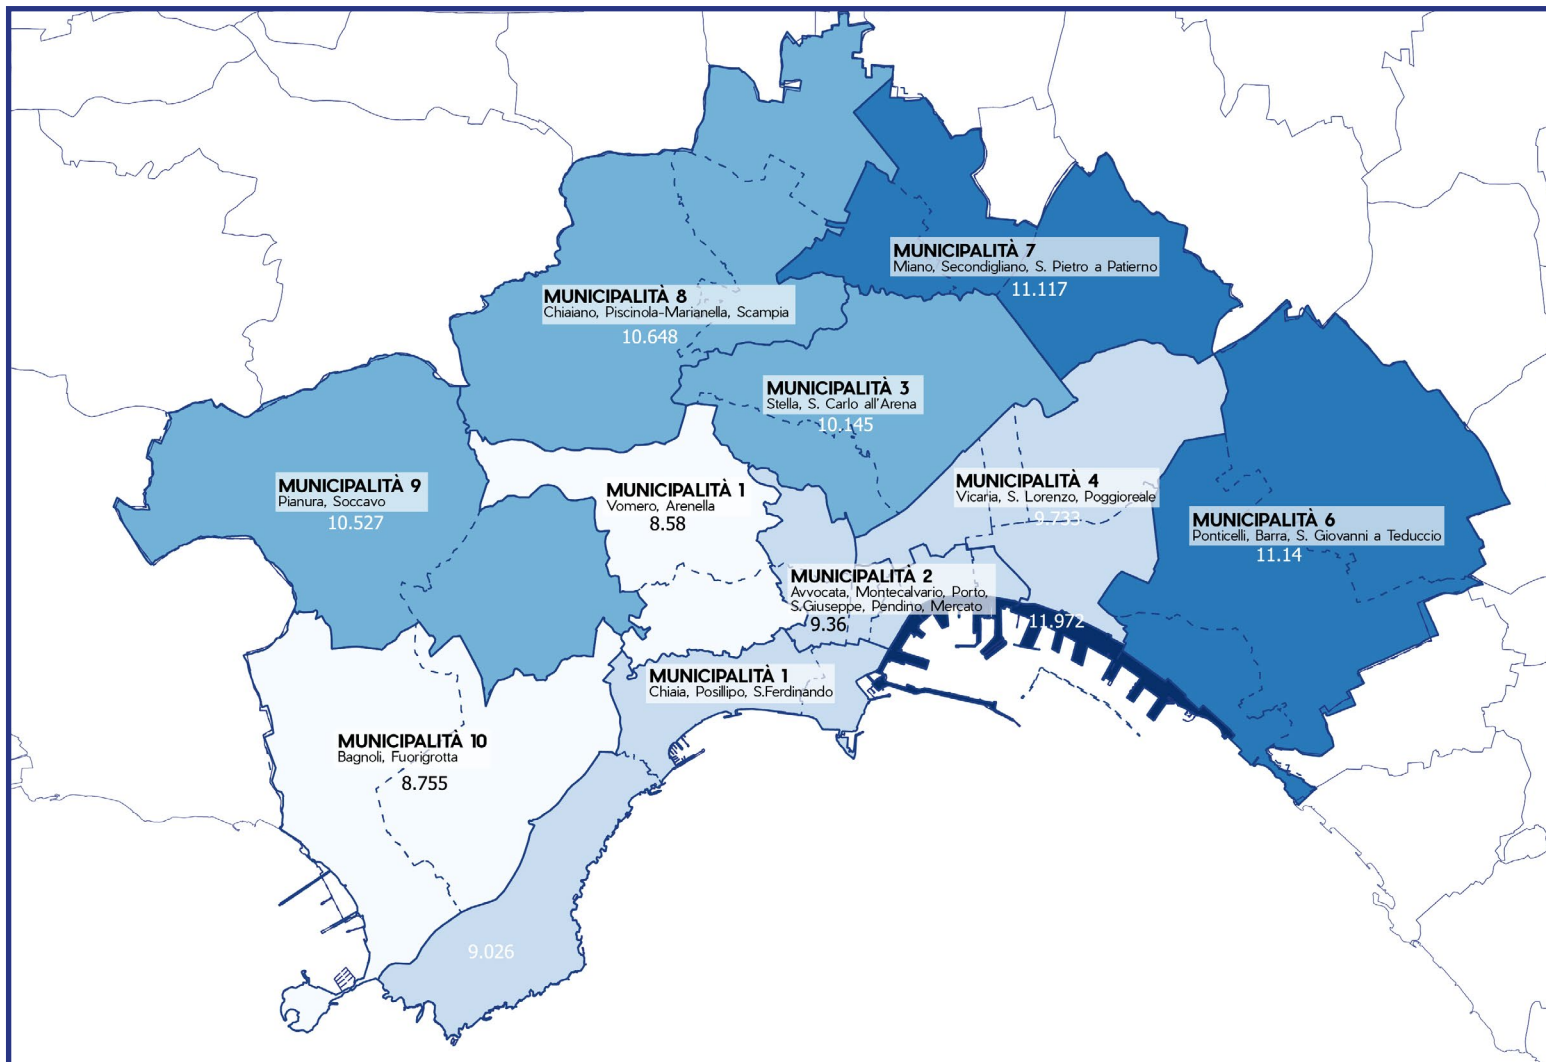 MUNICIPALITÀ 7
Miano, Secondigliano, S. Pietro a Patierno
11.117
MUNICIPALITÀ 8
Chiaiano, Piscinola-Marianella, Scampia
10.648
MUNICIPALITÀ 3
Stella, S. Carlo all'Arena
10.145
MUNICIPALITÀ 9
Pianura, Soccavo
10.527
MUNICIPALITÀ 1
Vomero, Arenella
8.58
MUNICIPALITÀ 4
Vicaria, S. Lorenzo, Poggioreale
9.733
MUNICIPALITÀ 6
Ponticelli, Barra, S. Giovanni a Teduccio
11.14
MUNICIPALITÀ 2
Avvocata, Montecalvario, Porto,
S.Giuseppe, Pendino, Mercato
9.36
11.972
MUNICIPALITÀ 1
Chiaia, Posillipo, S.Ferdinando
MUNICIPALITÀ 10
Bagnoli, Fuorigrotta
8.755
9.026